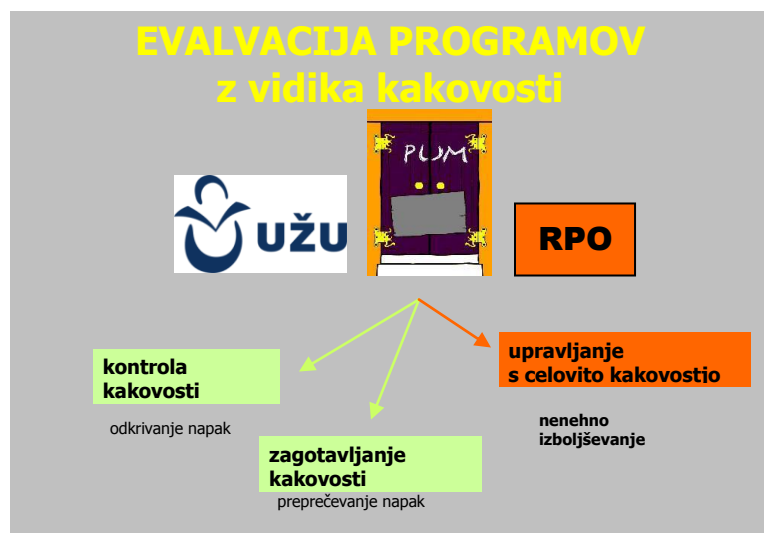 EVALVACIJA PROGRAMOV
z vidika kakovosti
PUM
UŽU
RPO
upravljanje
s celovito kakovostjo
kontrola
kakovosti
nenehno
izboljševanje
odkrivanje napak
zagotavljanje
kakovosti
preprečevanje napak